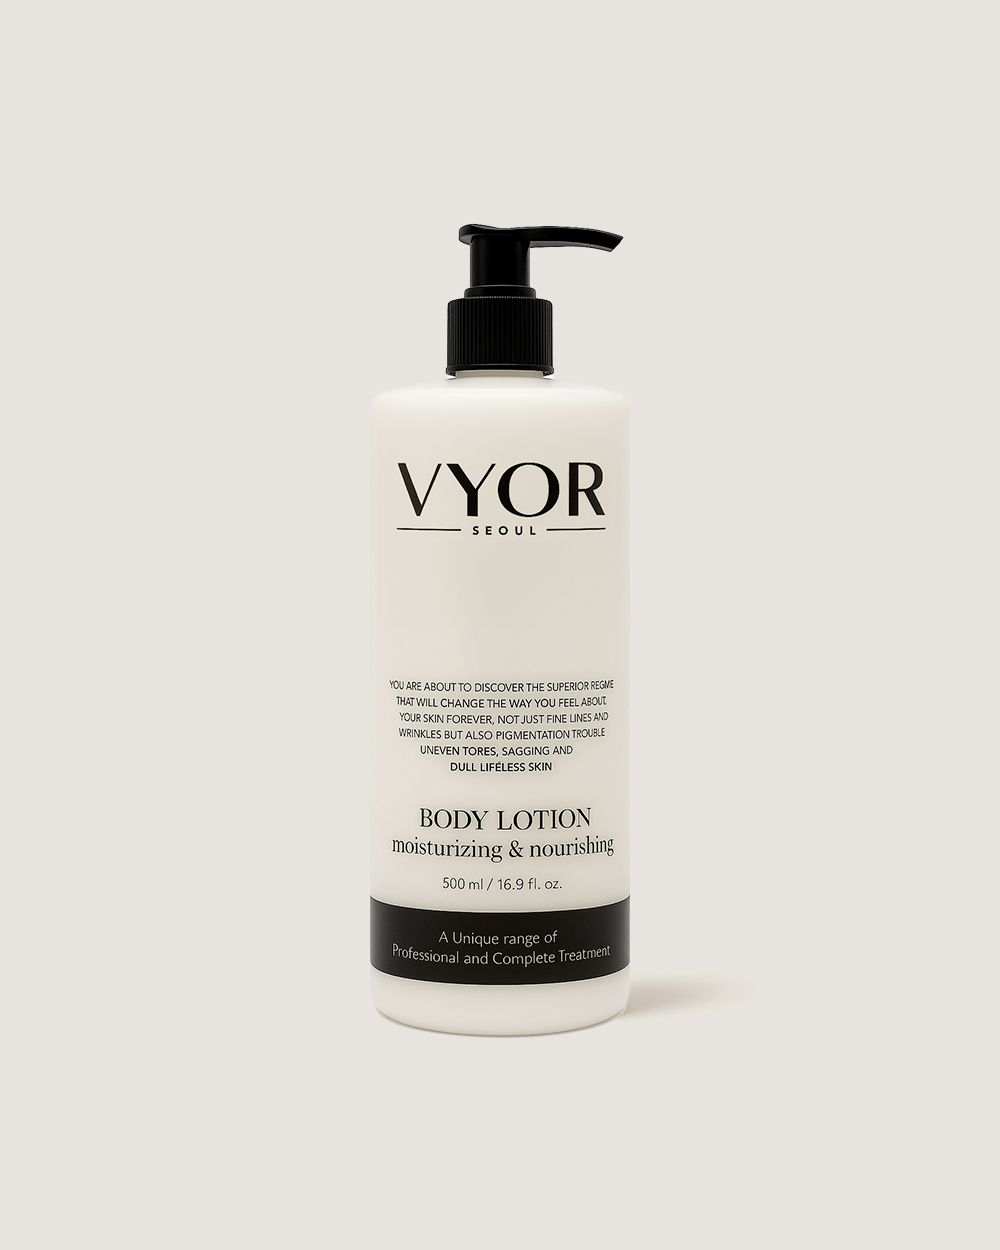 VYOR
SEOUL
YOU ARE ABOUT TO DISCOVER THE SUPERIOR REGME
THAT WILL CHANGE THE WAY YOU FEEL ABOUT,
YOUR SKIN FOREVER, NOT JUST FINE LINES AND
WRINKLES BUT ALSO PIGMENTATION TROUBLE
UNEVEN TORES, SAGGING AND
DULL LIFÉLESS SKIN
BODY LOTION
moisturizing & nourishing
500 ml / 16.9 fl. oz.
A Unique range of
Professional and Complete Treatment